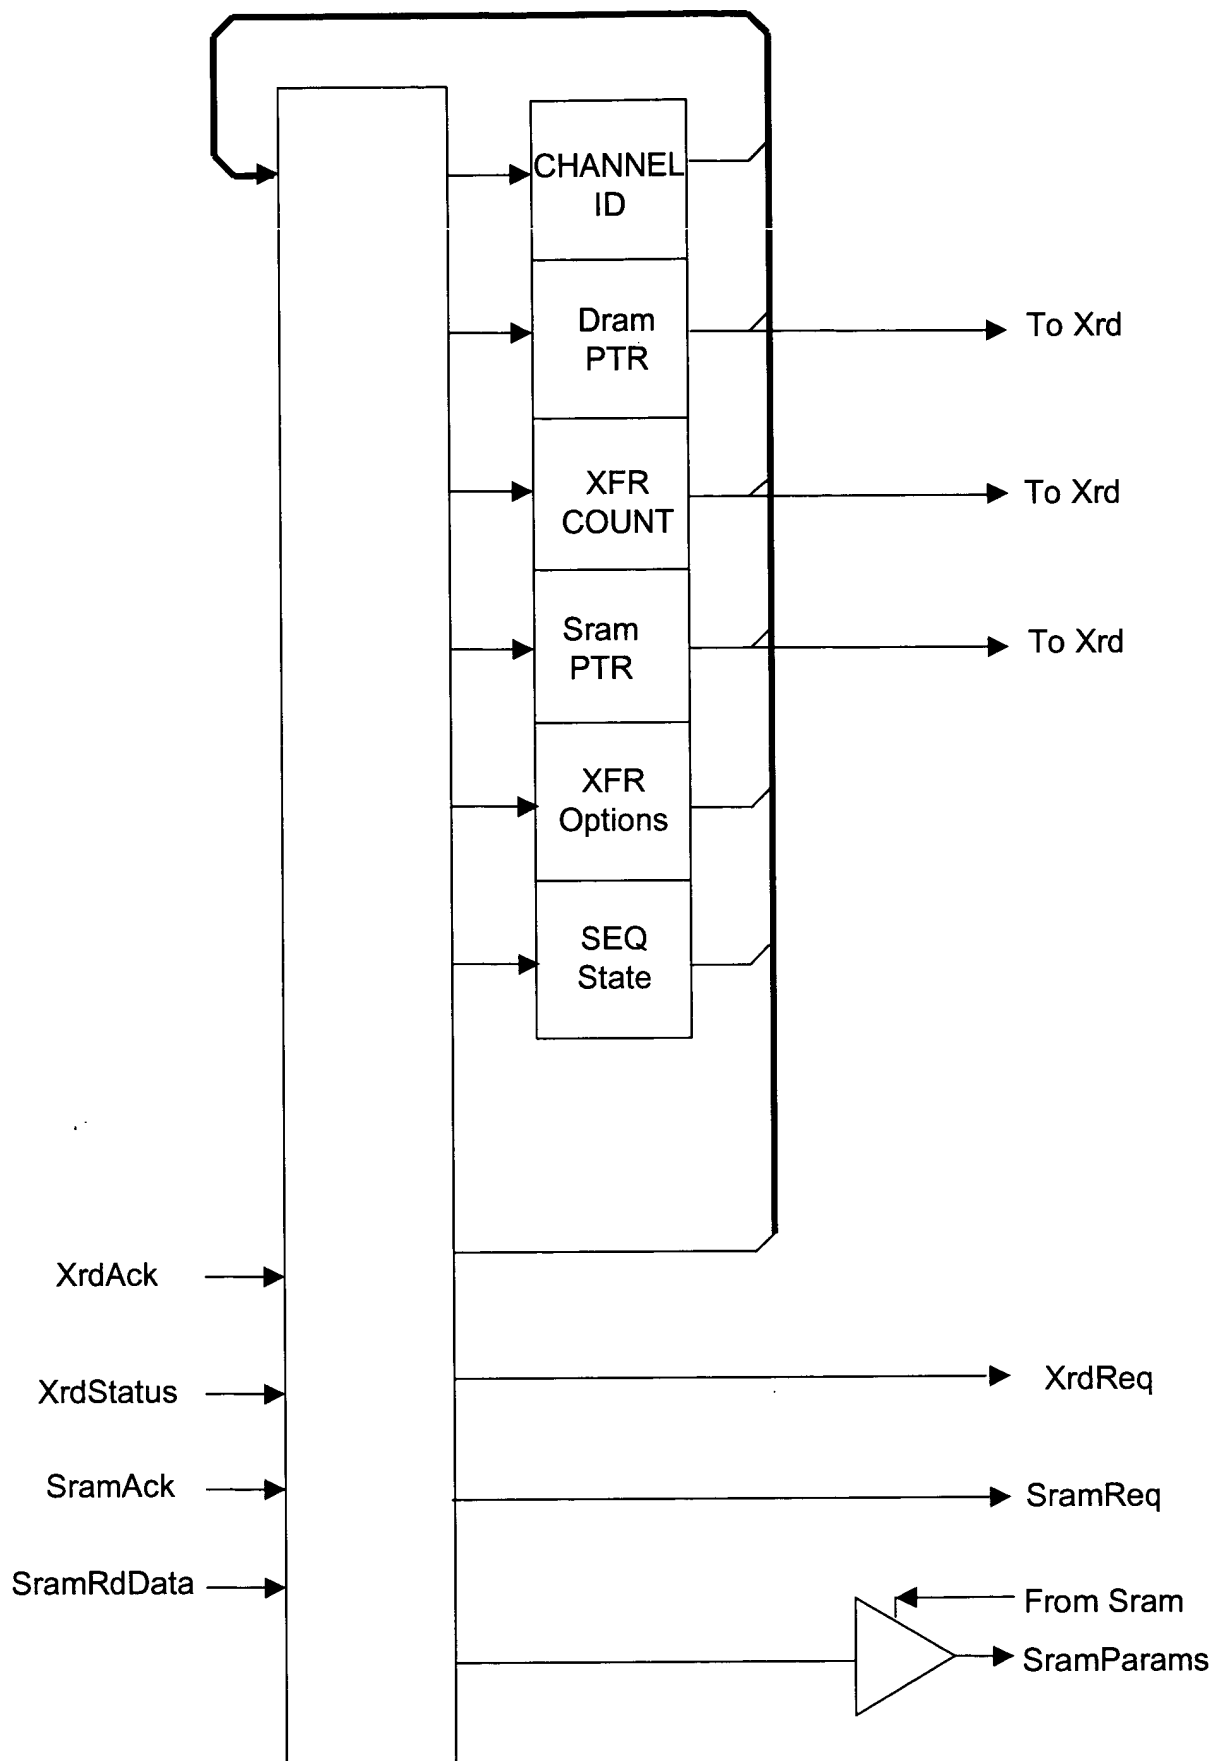 CHANNEL
ID
Dram
PTR
To Xrd
XFR
COUNT
To Xrd
Sram
PTR
To Xrd
XFR
Options
SEQ
State
XrdAck
XrdStatus
XrdReq
SramAck
SramReq
SramRdData
From Sram
SramParams